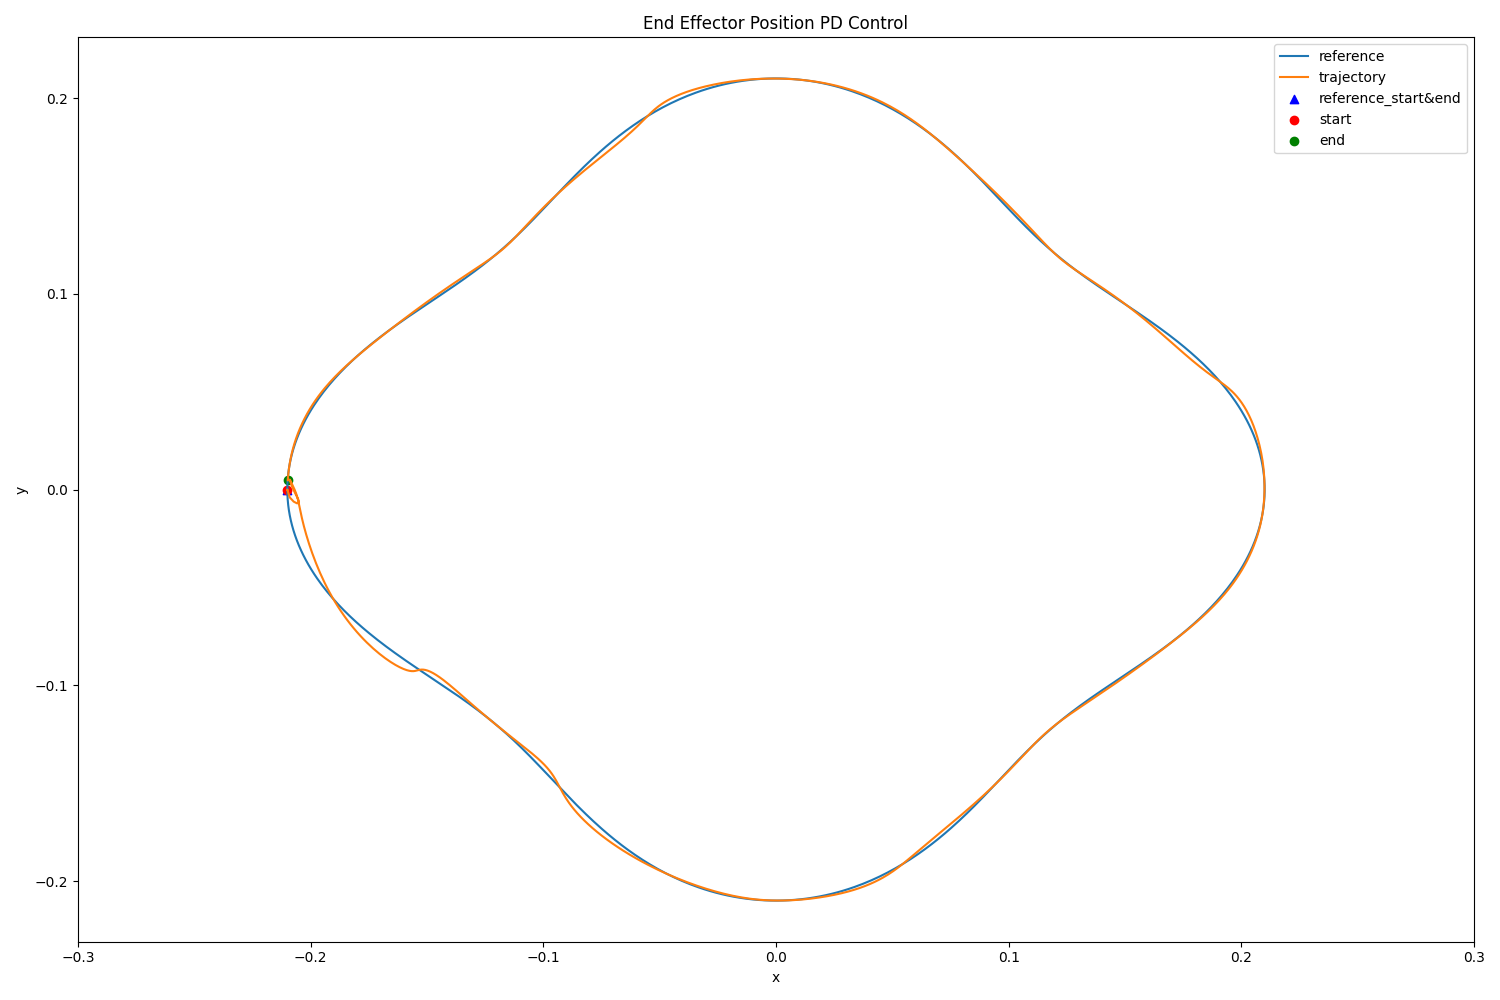 End Effector Position PD Control
reference
trajectory
reference_start&end
start
end
0.2
0.1
0.0
−0.1
−0.2
y
−0.3
−0.2
−0.1
0.0
0.1
0.2
0.3
x